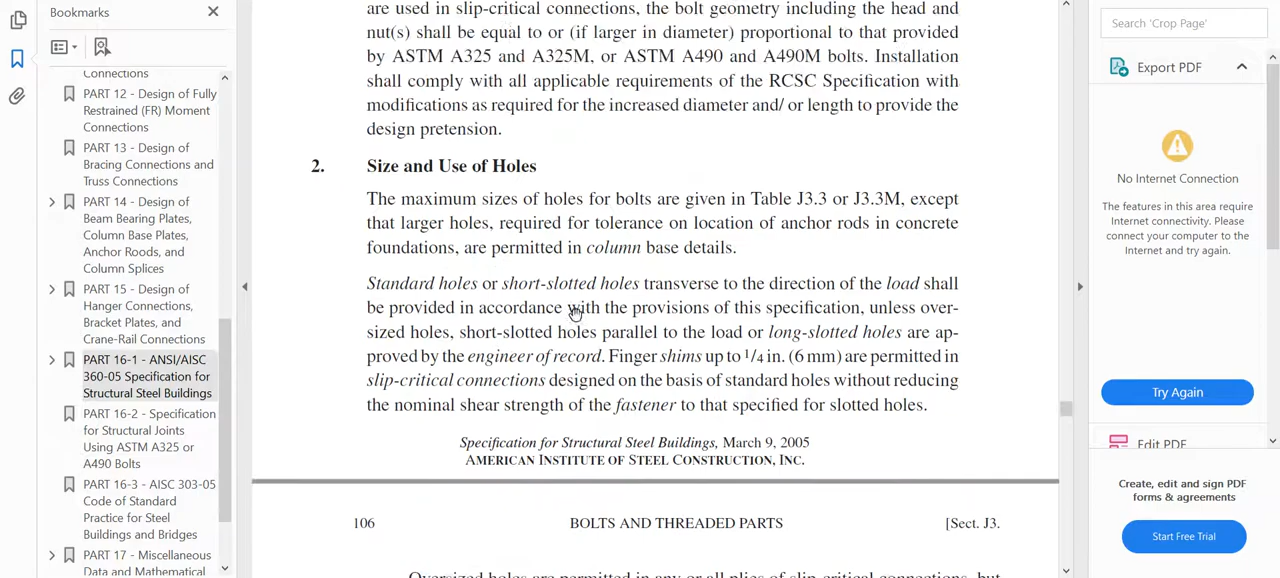 Bookmarks
Connections
PART 12 - Design of Fully
Restrained (FR) Moment
Connections
PART 13 - Design of
Bracing Connections and
Truss Connections
PART 14 - Design of
Beam Bearing Plates,
Column Base Plates,
Anchor Roods, and
Column Splices
PART 15 - Design of
Hanger Connections,
Bracket Plates, and
Crane-Rail Connections
PART 16-1 - ANSI/AISC
360-05 Specification for
Structural Steel Buildings
PART 16-2 - Specification
for Structural Joints
Using ASTM A325 or
A490 Bolts
PART 16-3 - AISC 303-05
Code of Standard
Practice for Steel
Buildings and Bridges
PART 17 - Miscellaneous
Data and Mathematical
are used in slip-critical connections, the bolt geometry including the head and
nut(s) shall be equal to or (if larger in diameter) proportional to that provided
by ASTM A325 and A325M, or ASTM A490 and A490M bolts. Installation
shall comply with all applicable requirements of the RCSC Specification with
modifications as required for the increased diameter and/ or length to provide the
design pretension.
2. Size and Use of Holes
The maximum sizes of holes for bolts are given in Table J3.3 or J3.3M, except
that larger holes, required for tolerance on location of anchor rods in concrete
foundations, are permitted in column base details.
Standard holes or short-slotted holes transverse to the direction of the load shall
be provided in accordance with the provisions of this specification, unless over-
sized holes, short-slotted holes parallel to the load or long-slotted holes are ap-
proved by the engineer of record. Finger shims up to 1/4 in. (6 mm) are permitted in
slip-critical connections designed on the basis of standard holes without reducing
the nominal shear strength of the fastener to that specified for slotted holes.
Specification for Structural Steel Buildings, March 9, 2005
AMERICAN INSTITUTE OF STEEL CONSTRUCTION, INC.
106 BOLTS AND THREADED PARTS [Sect. J3.
Oversized holes are permitted in any or all plies of slip-critical connections, but
Search 'Crop Page'
Export PDF
No Internet Connection
The features in this area require
Internet connectivity. Please
connect your computer to the
Internet and try again.
Try Again
Edit PDF
Create, edit and sign PDF
forms & agreements
Start Free Trial